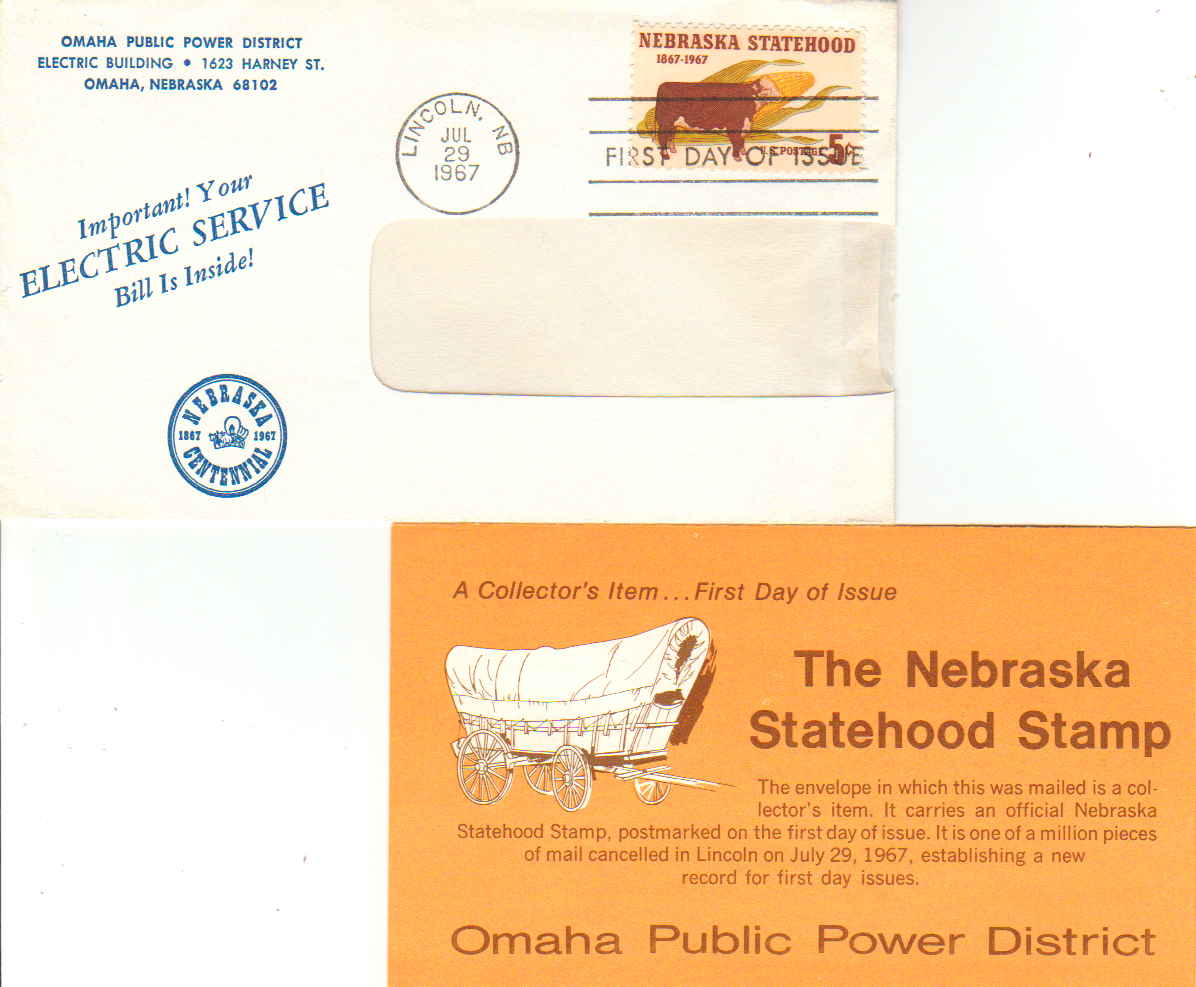 OMAHA PUBLIC POWER DISTRICT
ELECTRIC BUILDING • 1623 HARNEY ST.
OMAHA, NEBRASKA 68102
NEBRASKA STATEHOOD
1867-1967
U.S. POSTAGE 5¢
LINCOLN, NB
JUL
29
1967
FIRST DAY OF ISSUE
Important! Your
ELECTRIC SERVICE
Bill Is Inside!
NEBRASKA
1867 1967
CENTENNIAL
A Collector's Item...First Day of Issue
The Nebraska
Statehood Stamp
The envelope in which this was mailed is a col-
lector's item. It carries an official Nebraska
Statehood Stamp, postmarked on the first day of issue. It is one of a million pieces
of mail cancelled in Lincoln on July 29, 1967, establishing a new
record for first day issues.
Omaha Public Power District